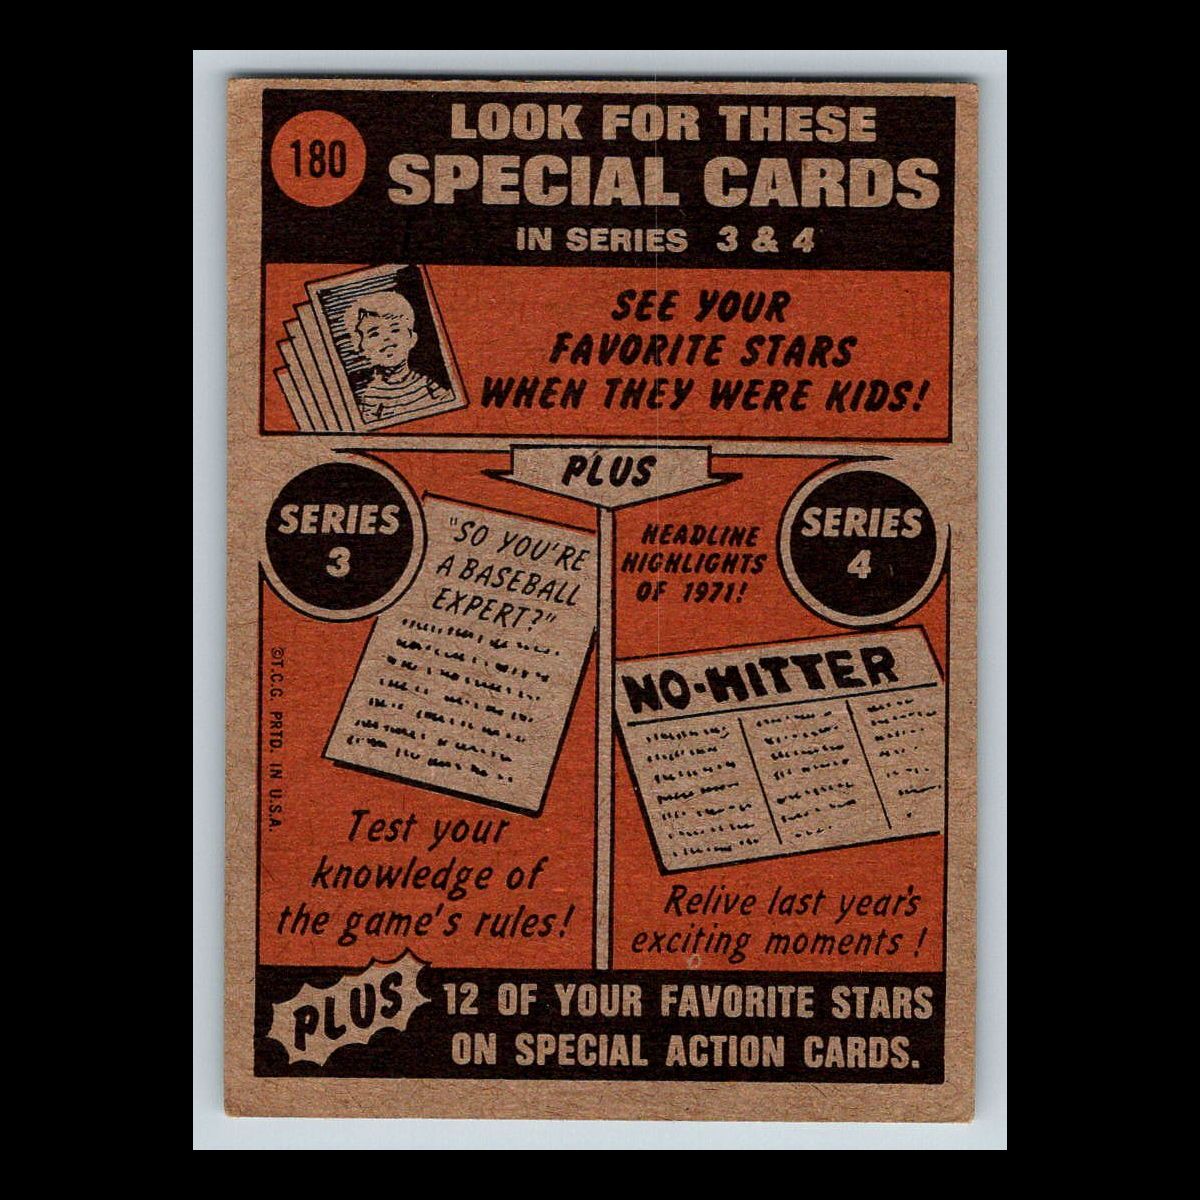 180
LOOK FOR THESE
SPECIAL CARDS
IN SERIES 3 & 4
SEE YOUR
FAVORITE STARS
WHEN THEY WERE KIDS!
PLUS
SERIES
3
"SO YOU'RE
A BASEBALL
EXPERT?"
Test your
knowledge of
the game's rules!
HEADLINE
HIGHLIGHTS
OF 1971!
SERIES
4
NO-HITTER
Relive last year's
exciting moments!
©T.C.G. PRTD. IN U.S.A.
PLUS
12 OF YOUR FAVORITE STARS
ON SPECIAL ACTION CARDS.